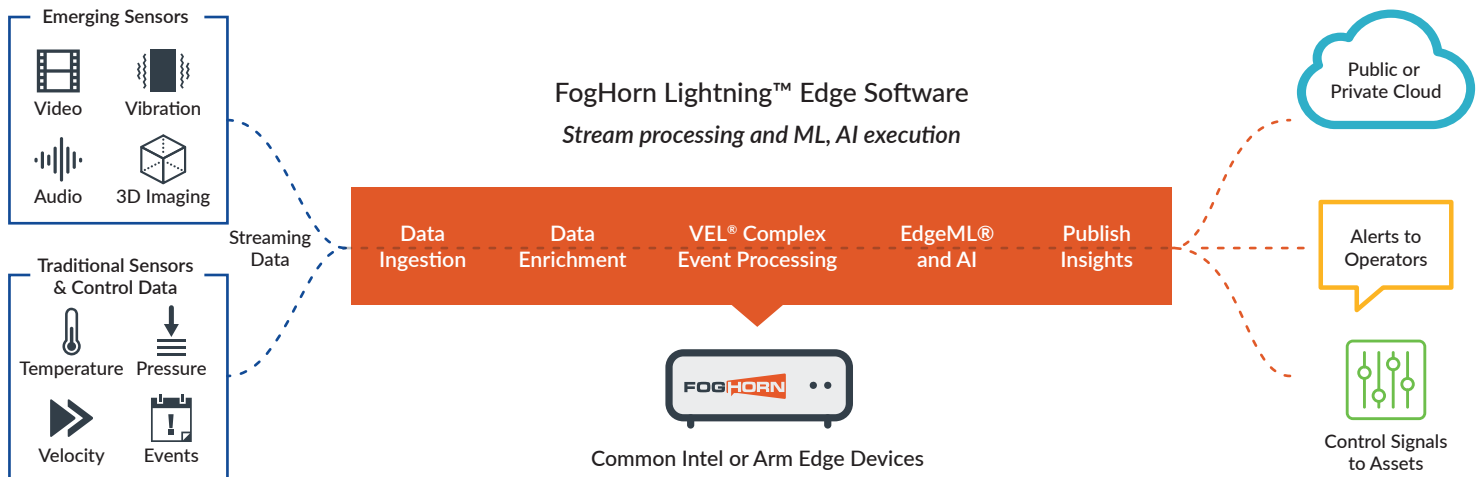 Emerging Sensors
Video
Vibration
Audio
3D Imaging
Streaming
Data
Traditional Sensors
& Control Data
Temperature
Pressure
Velocity
Events
FogHorn Lightning™ Edge Software
Stream processing and ML, AI execution
Data
Ingestion
Data
Enrichment
VEL® Complex
Event Processing
EdgeML®
and AI
Publish
Insights
FOGHORN
Common Intel or Arm Edge Devices
Public or
Private Cloud
Alerts to
Operators
Control Signals
to Assets